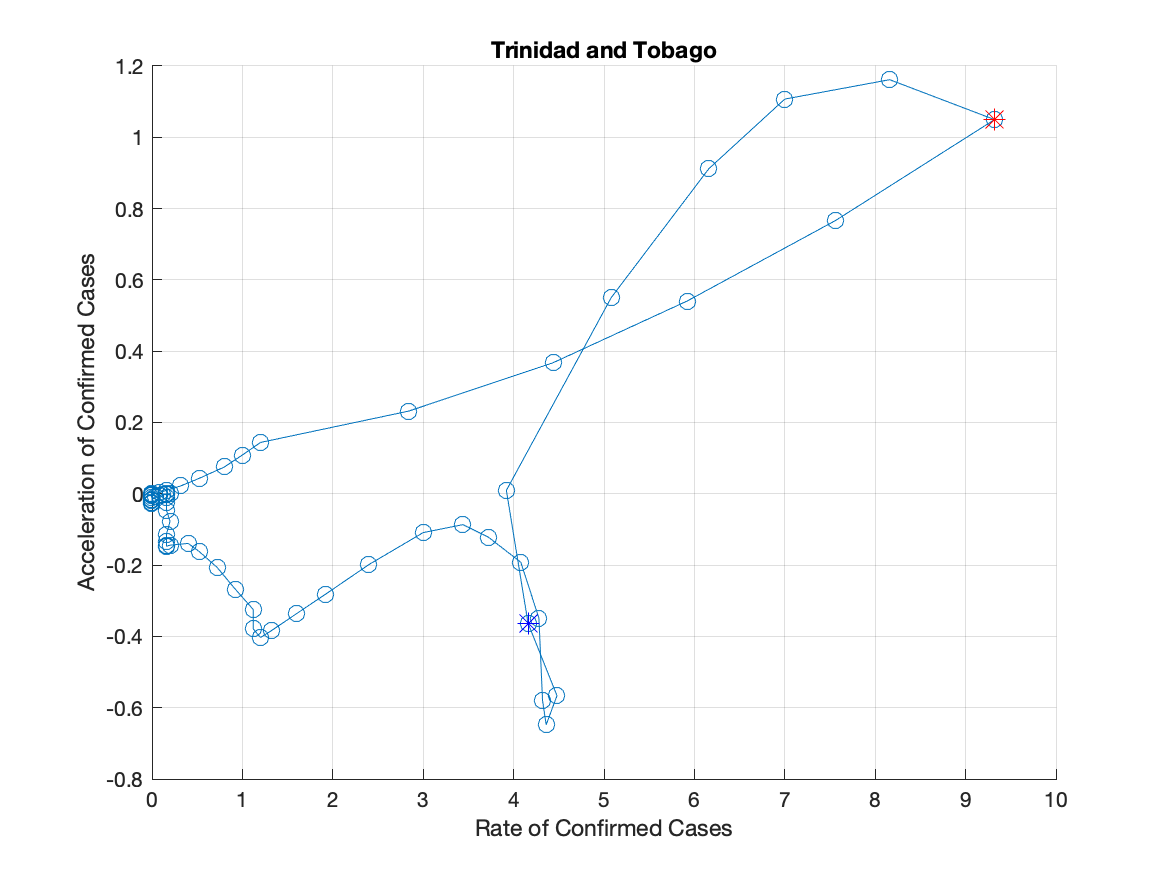 Trinidad and Tobago
1.2
1
0.8
0.6
0.4
0.2
0
-0.2
-0.4
-0.6
-0.8
Acceleration of Confirmed Cases
0 1 2 3 4 5 6 7 8 9 10
Rate of Confirmed Cases